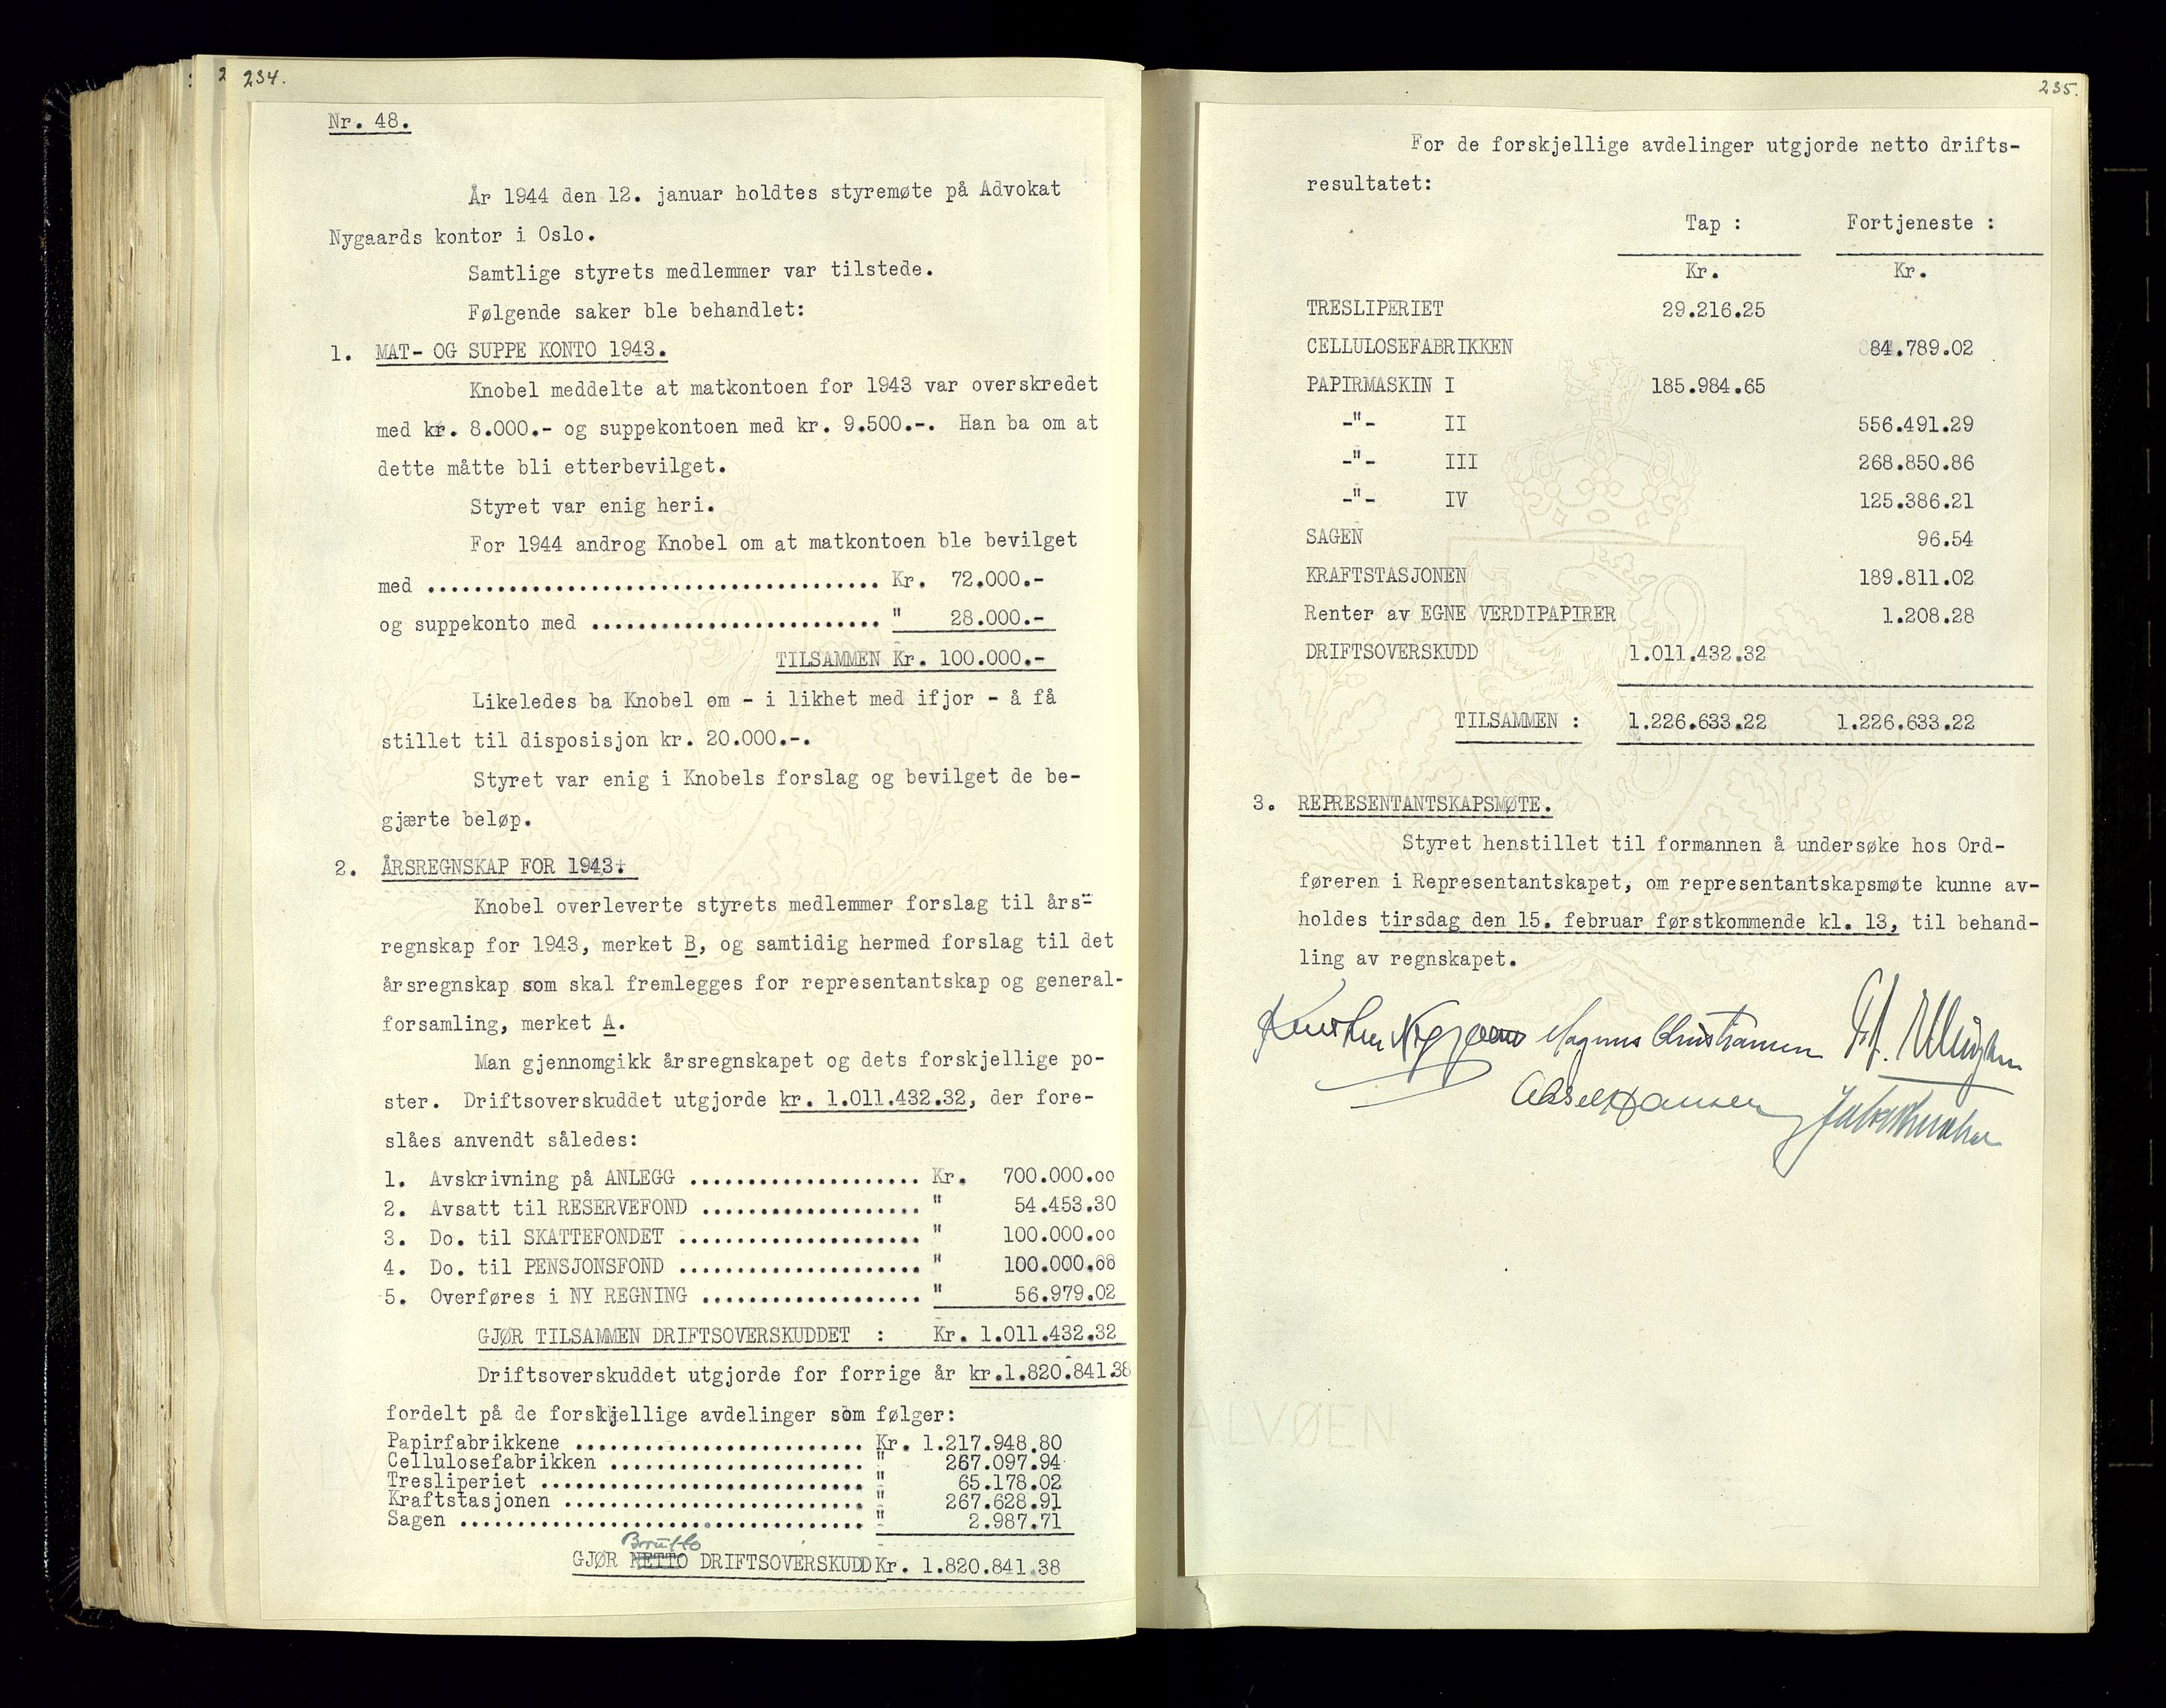 234.
Nr. 48.
År 1944 den 12. januar holdtes styremøte på Advokat
Nygaards kontor i Oslo.
Samtlige styrets medlemmer var tilstede.
Følgende saker ble behandlet:
1. MAT- OG SUPPE KONTO 1943.
Knobel meddelte at matkontoen for 1943 var overskredet
med kr. 8.000.- og suppekontoen med kr. 9.500.-. Han ba om at
dette måtte bli etterbevilget.
Styret var enig heri.
For 1944 androg Knobel om at matkontoen ble bevilget
med ....................................... Kr. 72.000.-
og suppekonto med ......................... " 28.000.-
TILSAMMEN Kr. 100.000.-
Likeledes ba Knobel om - i likhet med ifjor - å få
stillet til disposisjon kr. 20.000.-.
Styret var enig i Knobels forslag og bevilget de be-
gjærte beløp.
2. ÅRSREGNSKAP FOR 1943.
Knobel overleverte styrets medlemmer forslag til års-
regnskap for 1943, merket B, og samtidig hermed forslag til det
årsregnskap som skal fremlegges for representantskap og general-
forsamling, merket A.
Man gjennomgikk årsregnskapet og dets forskjellige po-
ster. Driftsoverskuddet utgjorde kr. 1.011.432.32, der fore-
slåes anvendt således:
1. Avskrivning på ANLEGG .................... Kr. 700.000.00
2. Avsatt til RESERVEFOND ................... " 54.453.30
3. Do. til SKATTEFONDET ..................... " 100.000.00
4. Do. til PENSJONSFOND ..................... " 100.000.00
5. Overføres i NY REGNING ................... " 56.979.02
GJØR TILSAMMEN DRIFTSOVERSKUDDET : Kr. 1.011.432.32
Driftsoverskuddet utgjorde for forrige år kr.1.820.841.38
fordelt på de forskjellige avdelinger som følger:
Papirfabrikkene ......................... Kr. 1.217.948.80
Cellulosefabrikken ...................... " 267.097.94
Tresliperiet ............................ " 65.178.02
Kraftstasjonen .......................... " 267.628.91
Sagen ................................... " 2.987.71
Brutto
GJØR NETTO DRIFTSOVERSKUDD Kr. 1.820.841.38
235.
For de forskjellige avdelinger utgjorde netto drifts-
resultatet:
Tap : Fortjeneste :
Kr. Kr.
TRESLIPERIET 29.216.25
CELLULOSEFABRIKKEN 84.789.02
PAPIRMASKIN I 185.984.65
-"- II 556.491.29
-"- III 268.850.86
-"- IV 125.386.21
SAGEN 96.54
KRAFTSTASJONEN 189.811.02
Renter av EGNE VERDIPAPIRER 1.208.28
DRIFTSOVERSKUDD 1.011.432.32
TILSAMMEN : 1.226.633.22 1.226.633.22
3. REPRESENTANTSKAPSMØTE.
Styret henstillet til formannen å undersøke hos Ord-
føreren i Representantskapet, om representantskapsmøte kunne av-
holdes tirsdag den 15. februar førstkommende kl. 13, til behand-
ling av regnskapet.
Nygaard Magnus Christiansen
Aksel Hansen
ALVØEN